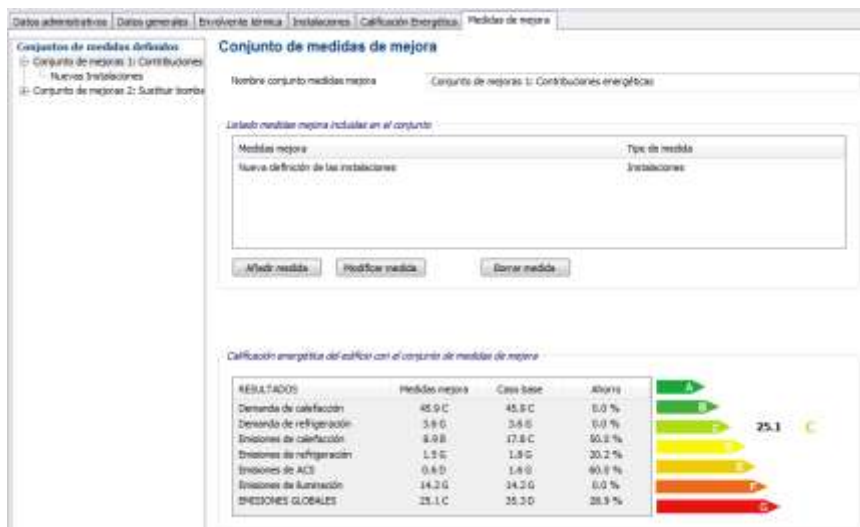 Datos administrativos Datos generales Envolvente térmica Instalaciones Calificación Energética Medidas de mejora
Conjuntos de medidas definidos
Conjunto de mejoras 1: Contribuciones
Nuevas Instalaciones
Conjunto de mejoras 2: Sustituir bombe
Conjunto de medidas de mejora
Nombre conjunto medidas mejora Conjunto de mejoras 1: Contribuciones energéticas
Listado medidas mejora incluidas en el conjunto
Medidas mejora Tipo de medida
Nueva definición de las instalaciones Instalaciones
Añadir medida Modificar medida Borrar medida
Calificación energética del edificio con el conjunto de medidas de mejora
RESULTADOS Medidas mejora Caso base Ahorro
Demanda de calefacción 45.9 C 45.9 C 0.0 %
Demanda de refrigeración 3.6 G 3.6 G 0.0 %
Emisiones de calefacción 8.9 B 17.8 C 50.0 %
Emisiones de refrigeración 1.5 G 1.8 G 20.2 %
Emisiones de ACS 0.6 D 1.6 G 60.0 %
Emisiones de iluminación 14.2 G 14.2 G 0.0 %
EMISIONES GLOBALES 25.1 C 35.3 D 28.9 %
A
B
C 25.1 C
D
E
F
G